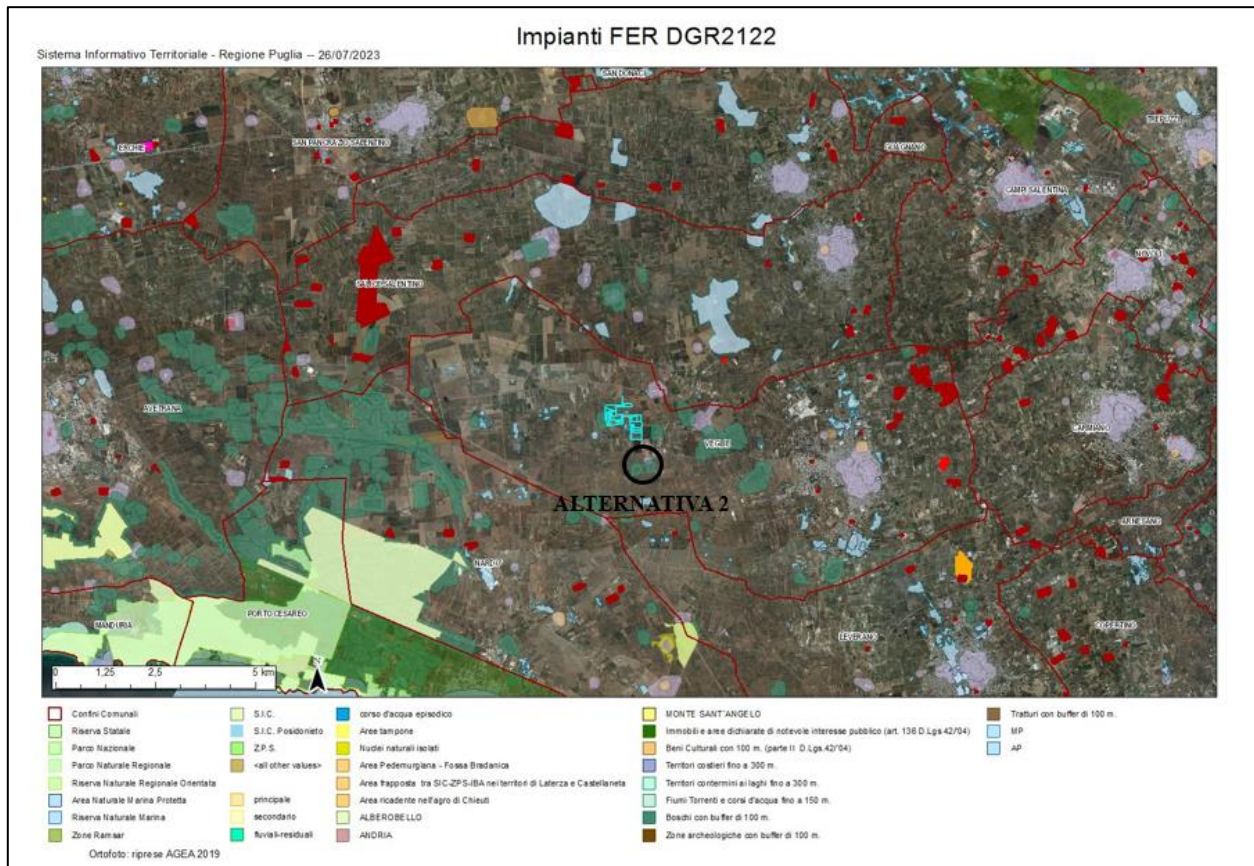 Impianti FER DGR2122
Sistema Informativo Territoriale - Regione Puglia -- 26/07/2023
SAN DONACI
TREPUZZI
ERCHIE
SAN PANCRAZIO SALENTINO
GUAGNANO
CAMPI SALENTINA
NOVOLI
SALICE SALENTINO
AVETRANA
VEGLIE
CARMIANO
ALTERNATIVA 2
ARNESANO
NARDO'
PORTO CESAREO
MANDURIA
LEVERANO
COPERTINO
N
0 1,25 2,5 5 km
Confini Comunali
Riserva Statale
Parco Nazionale
Parco Naturale Regionale
Riserva Naturale Regionale Orientata
Area Naturale Marina Protetta
Riserva Naturale Marina
Zone Ramsar
S.I.C.
S.I.C. Posidonieto
Z.P.S.
<all other values>
principale
secondario
fluviali-residuali
corso d'acqua episodico
Aree tampone
Nuclei naturali isolati
Area Pedemurgiana - Fossa Bradanica
Area frapposta tra SIC-ZPS-IBA nei territori di Laterza e Castellaneta
Area ricadente nell'agro di Chieuti
ALBEROBELLO
ANDRIA
MONTE SANT'ANGELO
Immobili e aree dichiarate di notevole interesse pubblico (art. 136 D.Lgs.42/'04)
Beni Culturali con 100 m. (parte II D.Lgs.42/'04)
Territori costieri fino a 300 m.
Territori contermini ai laghi fino a 300 m.
Fiumi Torrenti e corsi d'acqua fino a 150 m.
Boschi con buffer di 100 m.
Zone archeologiche con buffer di 100 m.
Tratturi con buffer di 100 m.
MP
AP
Ortofoto: riprese AGEA 2019